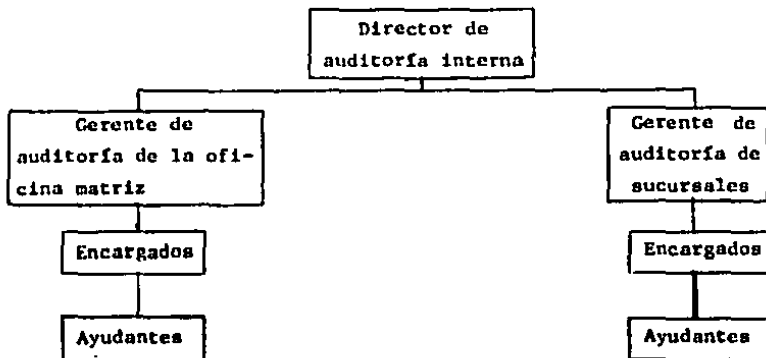 Director de
auditoría interna
Gerente de
auditoría de la ofi-
cina matriz
Gerente de
auditoría de
sucursales
Encargados
Encargados
Ayudantes
Ayudantes